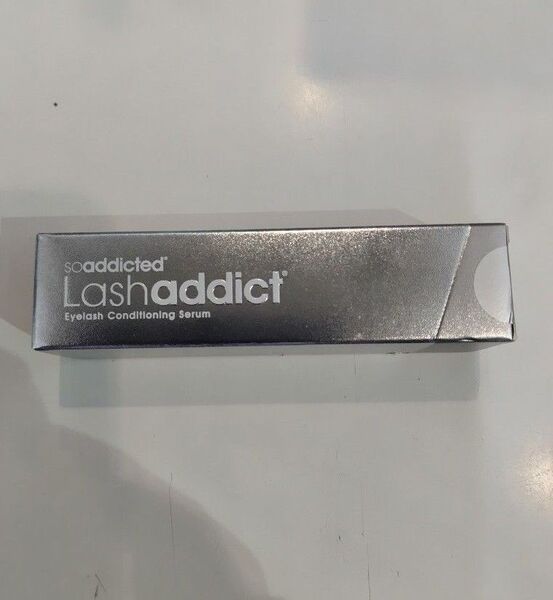 soaddicted®
Lashaddict®
Eyelash Conditioning Serum